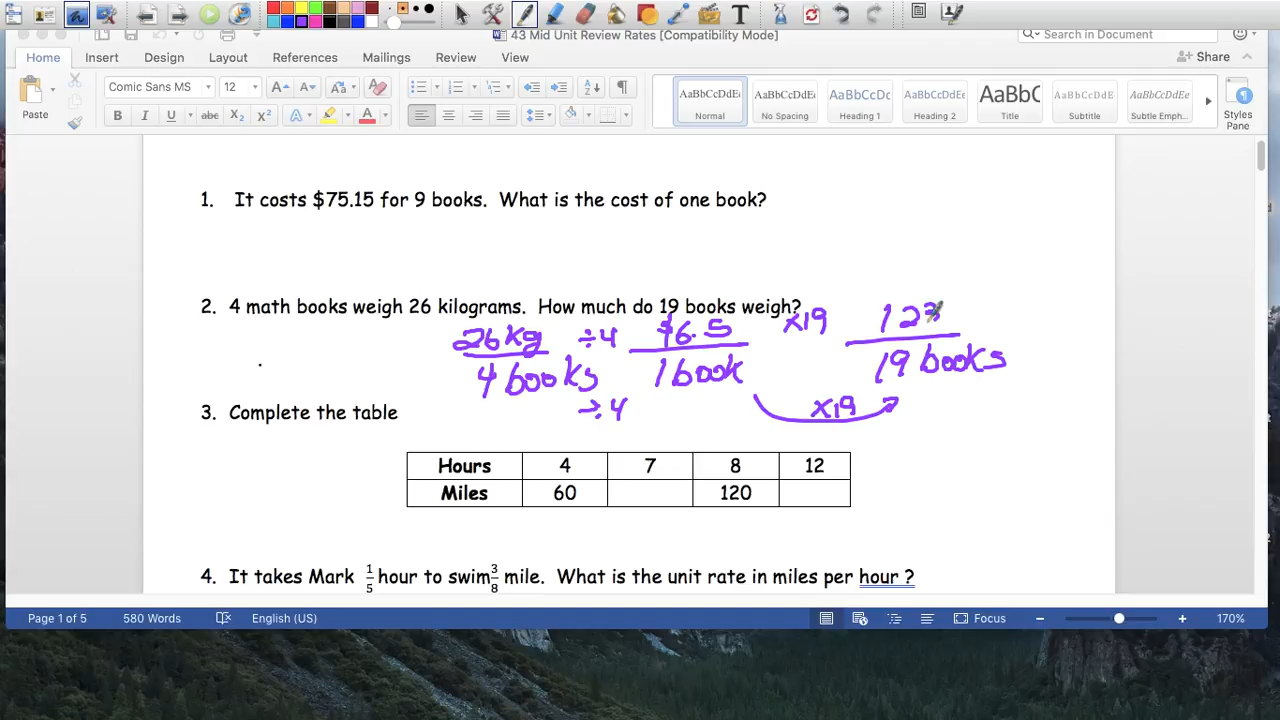 43 Mid Unit Review Rates [Compatibility Mode]
Search in Document
Home Insert Design References Mailings Review View
Share
Comic Sans MS 12
Paste
AaBbCcDdEe AaBbCcDdEe AaBbCcDc AaBbCcDdEe AaBbC AaBbCcDdEe AaBbCcDdEe
Normal No Spacing Heading 1 Heading 2 Title Subtitle Subtle Emph...
Styles Pane
1. It costs $75.15 for 9 books. What is the cost of one book?
2. 4 math books weigh 26 kilograms. How much do 19 books weigh?
26kg ÷4 $6.5 x19 123
4 books 1 book 19 books
÷4 x19
3. Complete the table
Hours 4 7 8 12
Miles 60 120
4. It takes Mark 1/5 hour to swim 3/8 mile. What is the unit rate in miles per hour ?
Page 1 of 5 580 Words English (US) Focus 170%